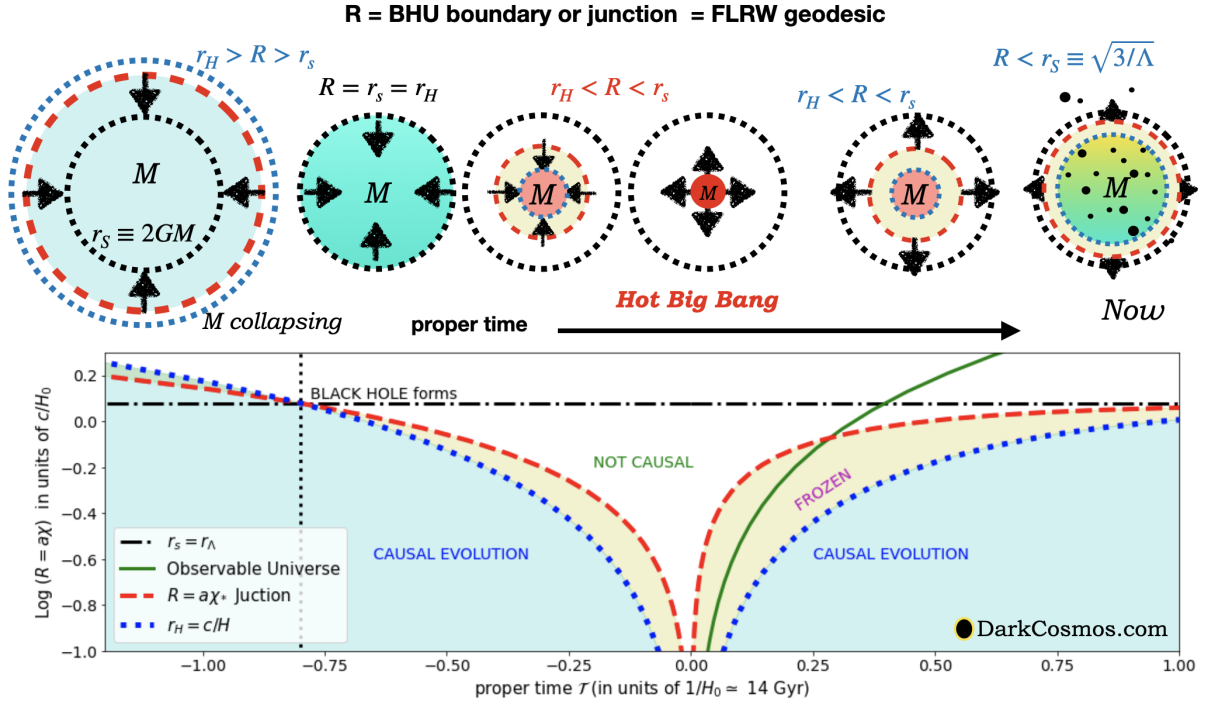 R = BHU boundary or junction = FLRW geodesic
r_H > R > r_s
R = r_s = r_H
r_H < R < r_s
r_H < R < r_s
R < r_S ≡ √3/Λ
M
r_S ≡ 2GM
M
M
M
M
M
M collapsing
proper time
Hot Big Bang
Now
Log (R = aχ) in units of c/H_0
0.2
0.0
−0.2
−0.4
−0.6
−0.8
−1.0
BLACK HOLE forms
NOT CAUSAL
FROZEN
CAUSAL EVOLUTION
CAUSAL EVOLUTION
r_s = r_Λ
Observable Universe
R = aχ_* Juction
r_H = c/H
DarkCosmos.com
−1.00
−0.75
−0.50
−0.25
0.00
0.25
0.50
0.75
1.00
proper time 𝒯 (in units of 1/H_0 ≃ 14 Gyr)